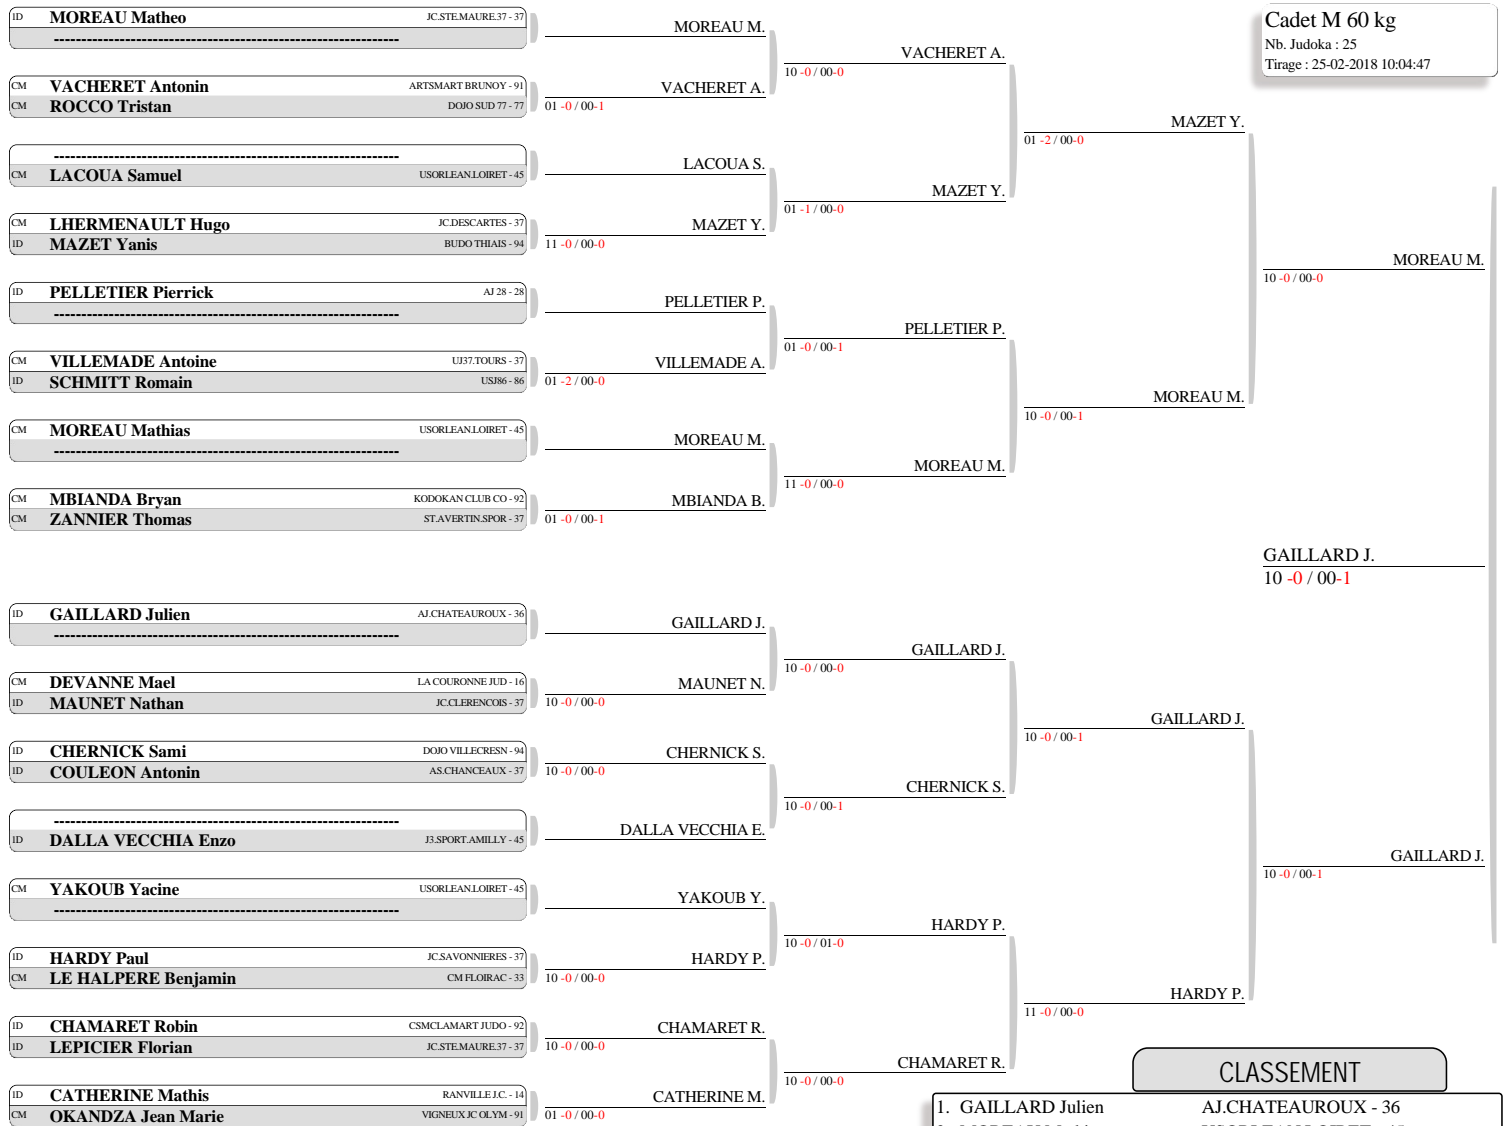 Cadet M 60 kg
Nb. Judoka : 25
Tirage : 25-02-2018 10:04:47
1D MOREAU Matheo JC.STE.MAURE.37 - 37
----------------------------------------------------------------
CM VACHERET Antonin ARTSMART BRUNOY - 91
CM ROCCO Tristan DOJO SUD 77 - 77
----------------------------------------------------------------
CM LACOUA Samuel USORLEAN.LOIRET - 45
CM LHERMENAULT Hugo JC.DESCARTES - 37
1D MAZET Yanis BUDO THIAIS - 94
1D PELLETIER Pierrick AJ 28 - 28
----------------------------------------------------------------
CM VILLEMADE Antoine UJ37.TOURS - 37
1D SCHMITT Romain USJ86 - 86
CM MOREAU Mathias USORLEAN.LOIRET - 45
----------------------------------------------------------------
CM MBIANDA Bryan KODOKAN CLUB CO - 92
CM ZANNIER Thomas ST.AVERTIN.SPOR - 37
1D GAILLARD Julien AJ.CHATEAUROUX - 36
----------------------------------------------------------------
CM DEVANNE Mael LA COURONNE JUD - 16
1D MAUNET Nathan JC.CLERENCOIS - 37
1D CHERNICK Sami DOJO VILLECRESN - 94
1D COULEON Antonin AS.CHANCEAUX - 37
----------------------------------------------------------------
1D DALLA VECCHIA Enzo J3.SPORT.AMILLY - 45
CM YAKOUB Yacine USORLEAN.LOIRET - 45
----------------------------------------------------------------
1D HARDY Paul JC.SAVONNIERES - 37
CM LE HALPERE Benjamin CM FLOIRAC - 33
1D CHAMARET Robin CSMCLAMART JUDO - 92
1D LEPICIER Florian JC.STE.MAURE.37 - 37
1D CATHERINE Mathis RANVILLE J.C. - 14
CM OKANDZA Jean Marie VIGNEUX JC OLYM - 91
MOREAU M.
VACHERET A.
01 -0 / 00-1
LACOUA S.
MAZET Y.
11 -0 / 00-0
PELLETIER P.
VILLEMADE A.
01 -2 / 00-0
MOREAU M.
MBIANDA B.
01 -0 / 00-1
GAILLARD J.
MAUNET N.
10 -0 / 00-0
CHERNICK S.
10 -0 / 00-0
DALLA VECCHIA E.
YAKOUB Y.
HARDY P.
10 -0 / 00-0
CHAMARET R.
10 -0 / 00-0
CATHERINE M.
01 -0 / 00-0
VACHERET A.
10 -0 / 00-0
MAZET Y.
01 -1 / 00-0
PELLETIER P.
01 -0 / 00-1
MOREAU M.
11 -0 / 00-0
GAILLARD J.
10 -0 / 00-0
CHERNICK S.
10 -0 / 00-1
HARDY P.
10 -0 / 01-0
CHAMARET R.
10 -0 / 00-0
MAZET Y.
01 -2 / 00-0
MOREAU M.
10 -0 / 00-1
GAILLARD J.
10 -0 / 00-1
HARDY P.
11 -0 / 00-0
MOREAU M.
10 -0 / 00-0
GAILLARD J.
10 -0 / 00-1
GAILLARD J.
10 -0 / 00-1
CLASSEMENT
1. GAILLARD Julien AJ.CHATEAUROUX - 36